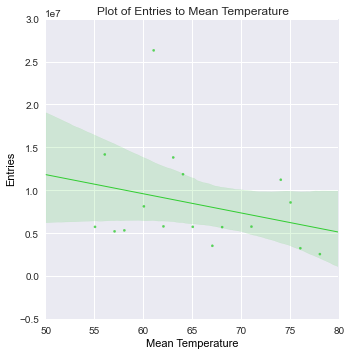 Plot of Entries to Mean Temperature
1e7
3.0
2.5
2.0
1.5
1.0
0.5
0.0
−0.5
Entries
50 55 60 65 70 75 80
Mean Temperature